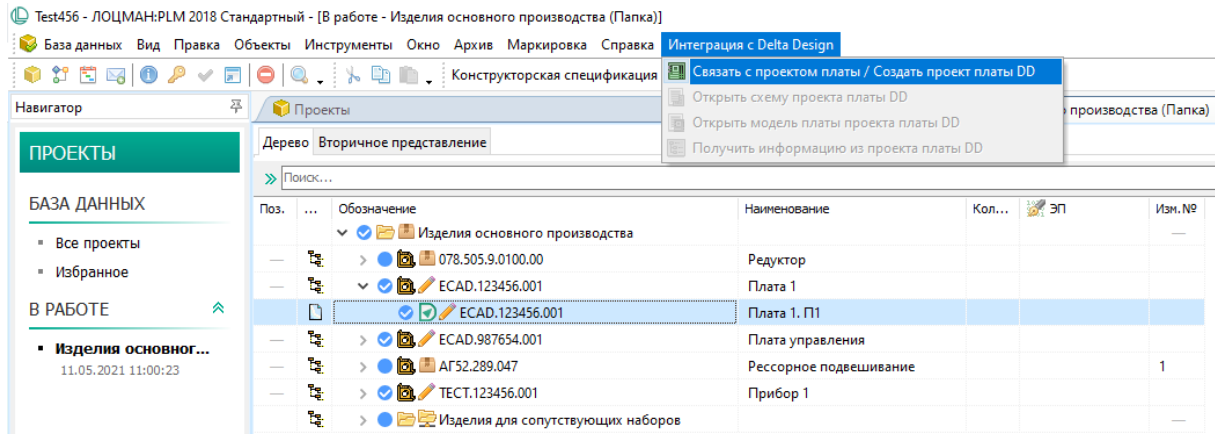 Test456 - ЛОЦМАН:PLM 2018 Стандартный - [В работе - Изделия основного производства (Папка)]
База данных Вид Правка Объекты Инструменты Окно Архив Маркировка Справка Интеграция с Delta Design
Конструкторская спецификация
Связать с проектом платы / Создать проект платы DD
Открыть схему проекта платы DD
Открыть модель платы проекта платы DD
Получить информацию из проекта платы DD
Навигатор
Проекты
производства (Папка)
ПРОЕКТЫ
Дерево Вторичное представление
Поиск...
БАЗА ДАННЫХ
Все проекты
Избранное
В РАБОТЕ
Изделия основног...
11.05.2021 11:00:23
Поз. ... Обозначение Наименование Кол... ЭП Изм.№
Изделия основного производства —
— 078.505.9.0100.00 Редуктор
— ECAD.123456.001 Плата 1
ECAD.123456.001 Плата 1. П1
— ECAD.987654.001 Плата управления
— АГ52.289.047 Рессорное подвешивание 1
— ТЕСТ.123456.001 Прибор 1
Изделия для сопутствующих наборов —